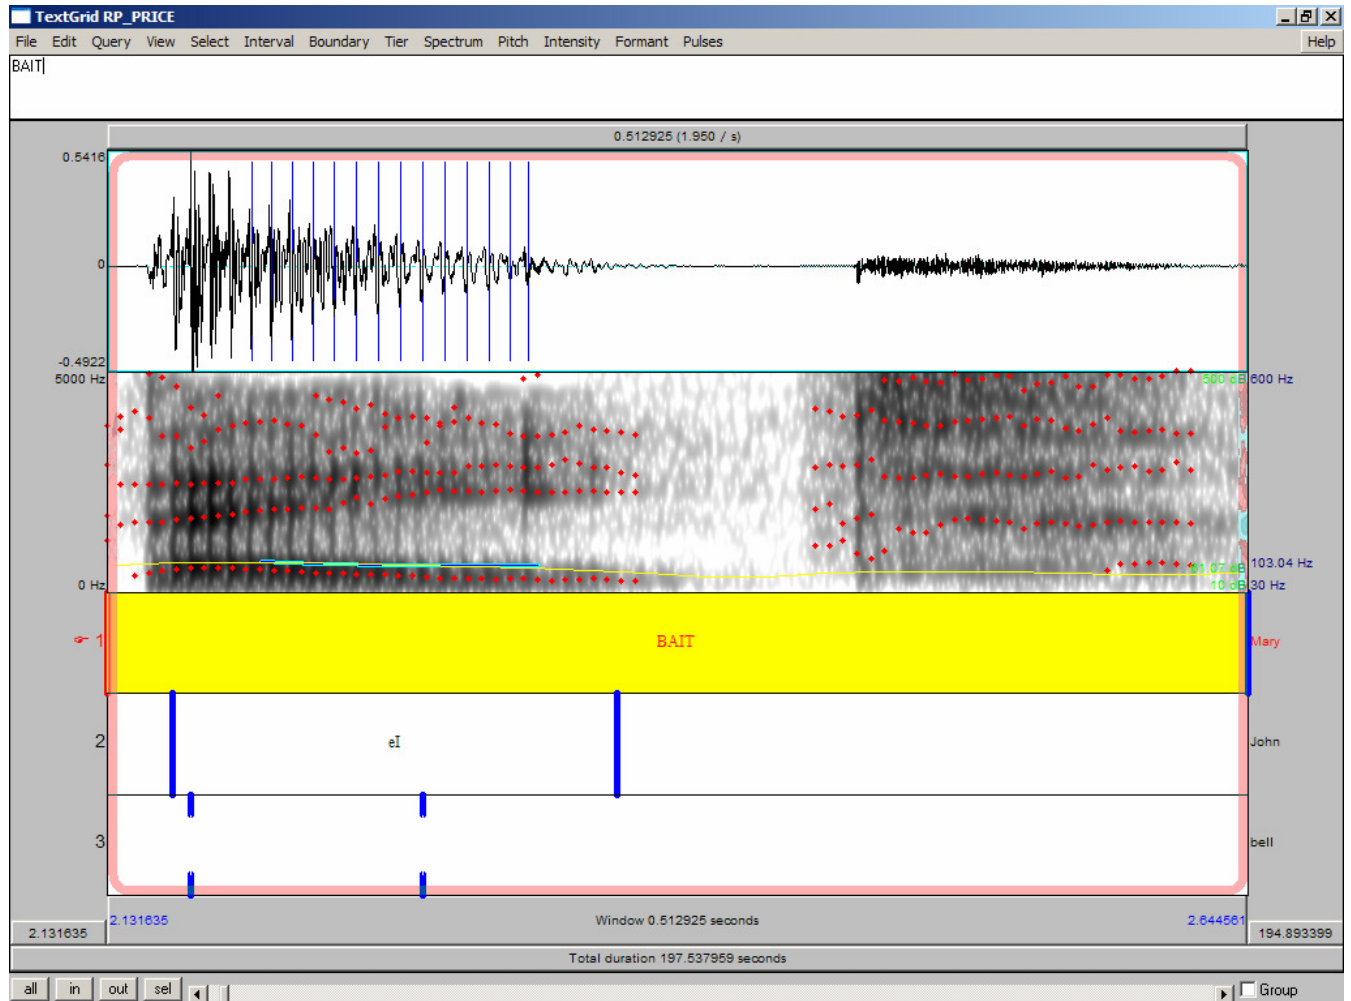 TextGrid RP_PRICE
File Edit Query View Select Interval Boundary Tier Spectrum Pitch Intensity Formant Pulses Help
BAIT
0.512925 (1.950 / s)
0.5416
0
-0.4922
5000 Hz 500 dB 600 Hz
103.04 Hz
0 Hz 10 dB 30 Hz
1 BAIT Mary
2 eI John
3 bell
2.131635 Window 0.512925 seconds 2.644561
2.131635 194.893399
Total duration 197.537959 seconds
all in out sel Group